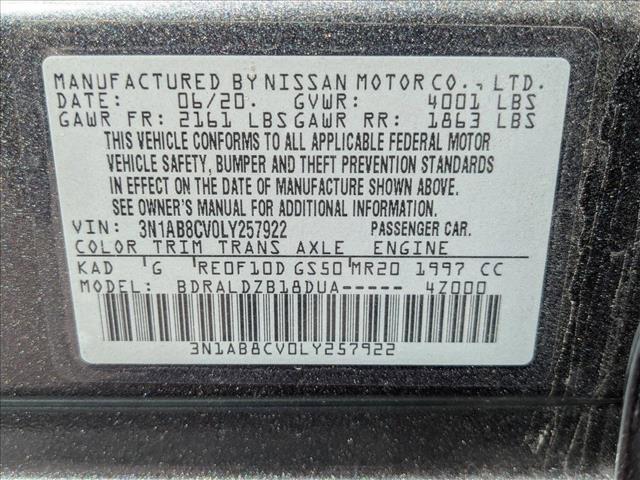 MANUFACTURED BY NISSAN MOTOR CO., LTD.
DATE: 06/20. GVWR: 4001 LBS
GAWR FR: 2161 LBS GAWR RR: 1863 LBS
THIS VEHICLE CONFORMS TO ALL APPLICABLE FEDERAL MOTOR
VEHICLE SAFETY, BUMPER AND THEFT PREVENTION STANDARDS
IN EFFECT ON THE DATE OF MANUFACTURE SHOWN ABOVE.
SEE OWNER'S MANUAL FOR ADDITIONAL INFORMATION.
VIN: 3N1AB8CV0LY257922 PASSENGER CAR.
COLOR TRIM TRANS AXLE ENGINE
KAD G RE0F10D GS50 MR20 1997 CC
MODEL: BDRALDZB18DUA----- 4Z000
3N1AB8CV0LY257922